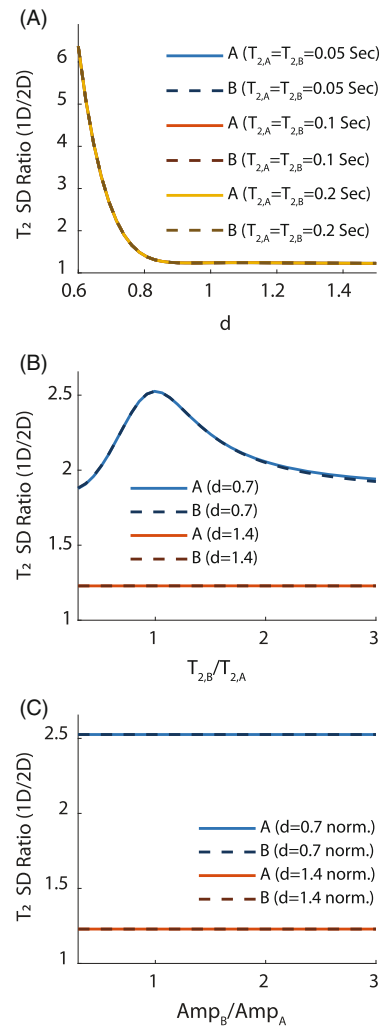 (A)
T₂ SD Ratio (1D/2D)
6
5
4
3
2
1
A (T₂,A=T₂,B=0.05 Sec)
B (T₂,A=T₂,B=0.05 Sec)
A (T₂,A=T₂,B=0.1 Sec)
B (T₂,A=T₂,B=0.1 Sec)
A (T₂,A=T₂,B=0.2 Sec)
B (T₂,A=T₂,B=0.2 Sec)
0.6 0.8 1 1.2 1.4
d
(B)
T₂ SD Ratio (1D/2D)
2.5
2
1.5
1
A (d=0.7)
B (d=0.7)
A (d=1.4)
B (d=1.4)
1 2 3
T₂,B/T₂,A
(C)
T₂ SD Ratio (1D/2D)
2.5
2
1.5
1
A (d=0.7 norm.)
B (d=0.7 norm.)
A (d=1.4 norm.)
B (d=1.4 norm.)
1 2 3
Amp_B/Amp_A